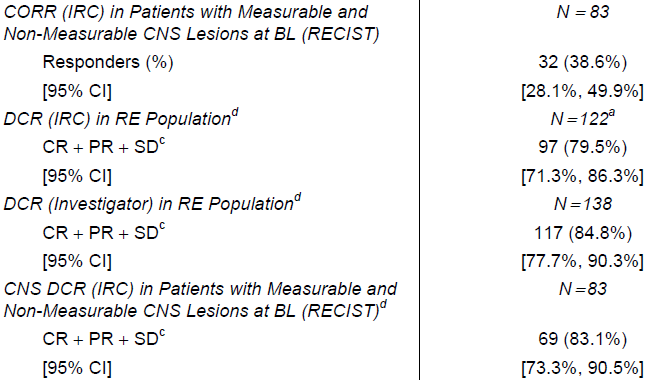 CORR (IRC) in Patients with Measurable and Non-Measurable CNS Lesions at BL (RECIST) N = 83
Responders (%) 32 (38.6%)
[95% CI] [28.1%, 49.9%]
DCR (IRC) in RE Population^d N=122^a
CR + PR + SD^c 97 (79.5%)
[95% CI] [71.3%, 86.3%]
DCR (Investigator) in RE Population^d N=138
CR + PR + SD^c 117 (84.8%)
[95% CI] [77.7%, 90.3%]
CNS DCR (IRC) in Patients with Measurable and Non-Measurable CNS Lesions at BL (RECIST)^d N=83
CR + PR + SD^c 69 (83.1%)
[95% CI] [73.3%, 90.5%]